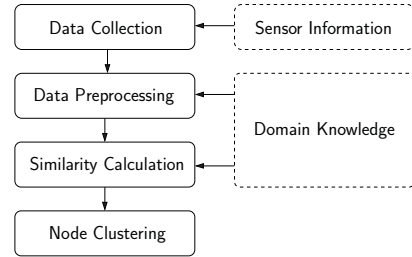 Data Collection
Sensor Information
Data Preprocessing
Domain Knowledge
Similarity Calculation
Node Clustering